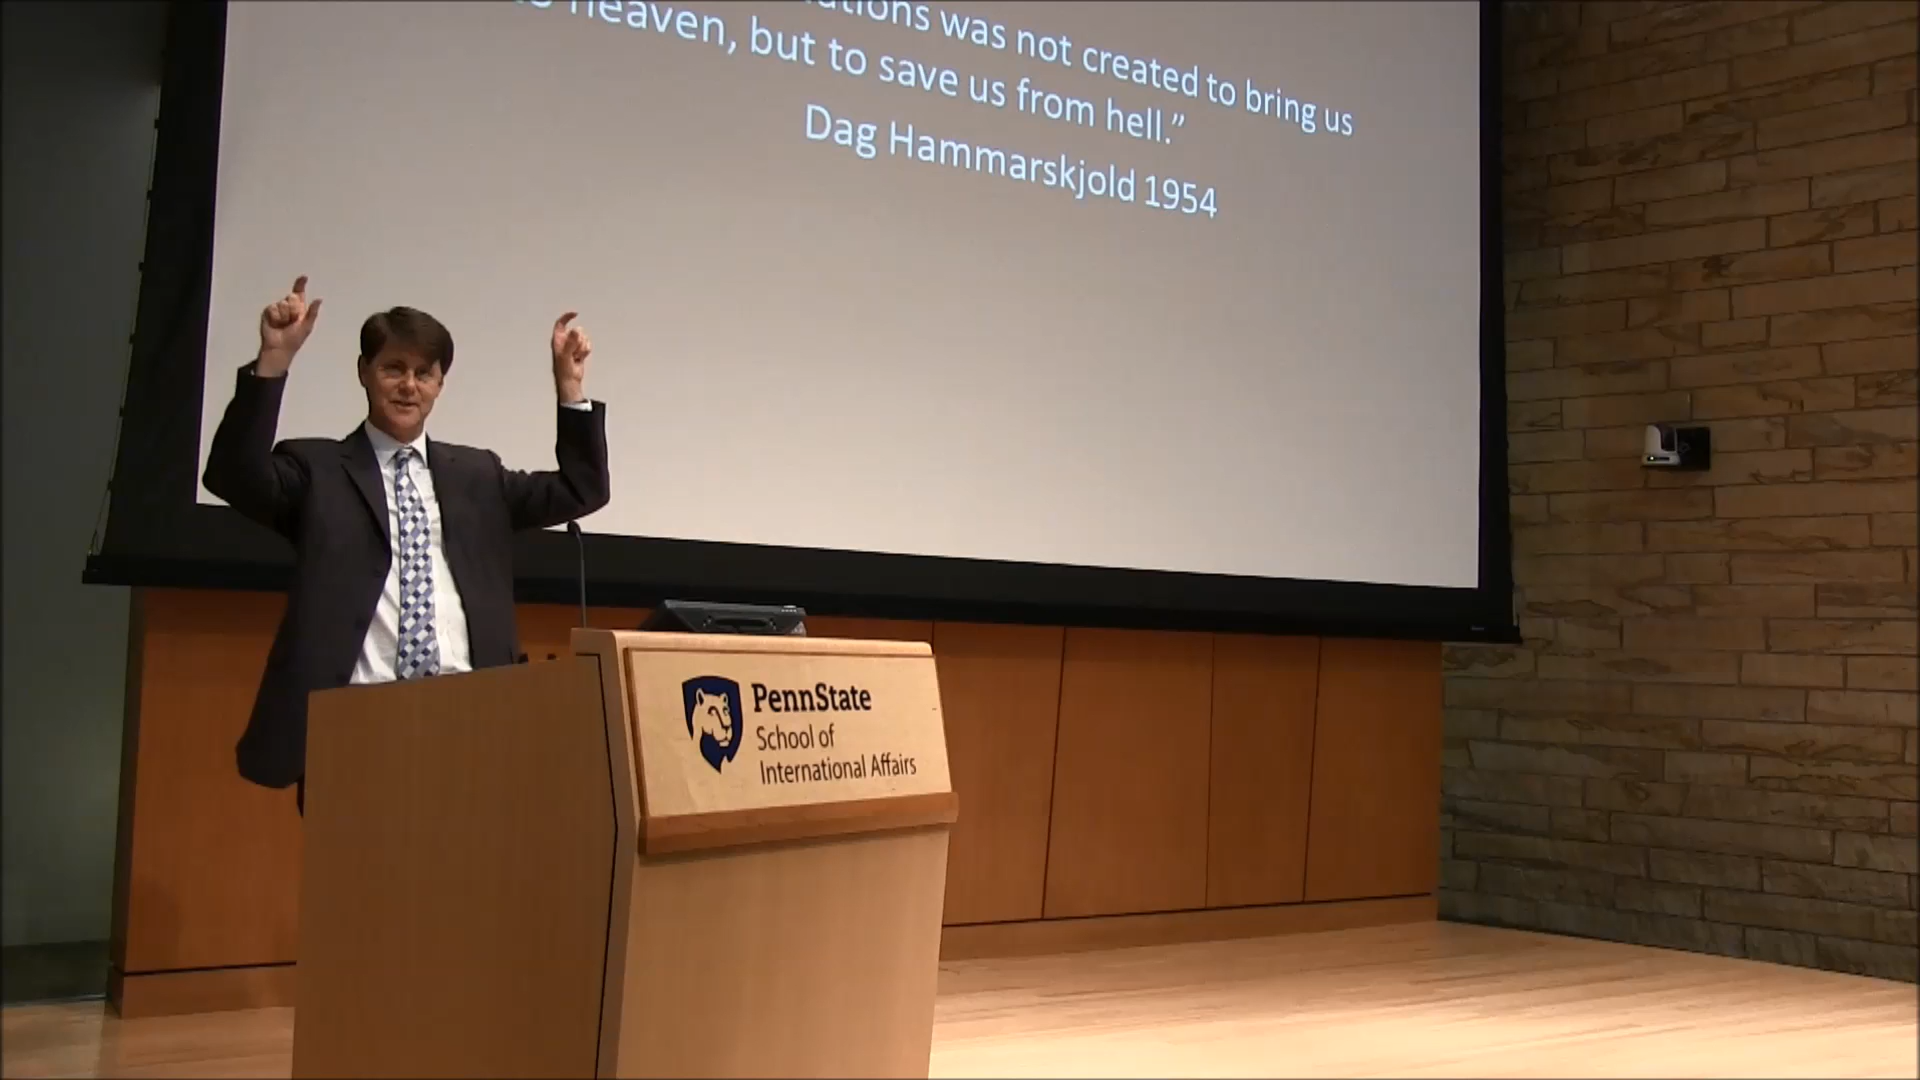 was not created to bring us
heaven, but to save us from hell.”
Dag Hammarskjold 1954
PennState
School of
International Affairs